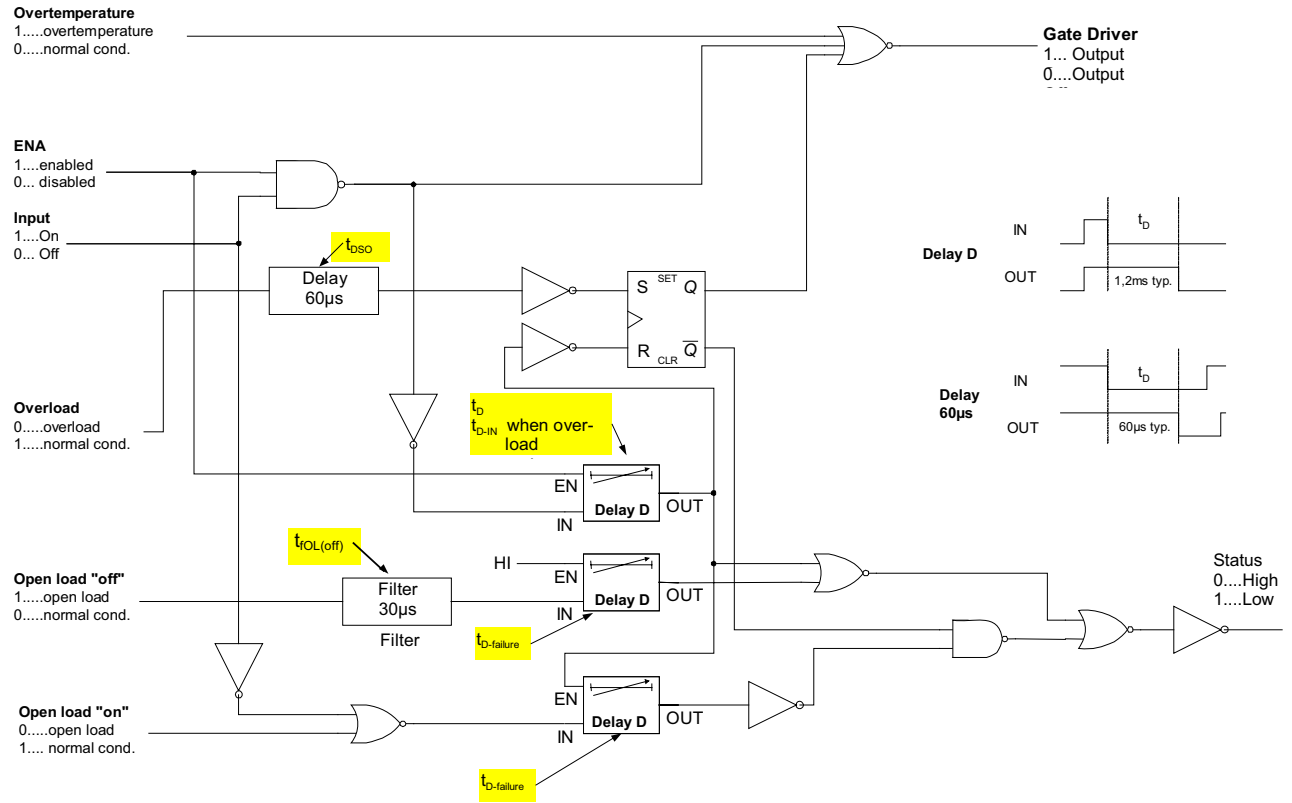 Overtemperature
1.....overtemperature
0.....normal cond.
Gate Driver
1... Output
0....Output
ENA
1....enabled
0... disabled
Input
1....On
0... Off
tDSO
Delay
60µs
S SET Q
R CLR Q̅
IN
tD
Delay D
OUT
1,2ms typ.
IN
tD
Delay
60µs
OUT
60µs typ.
Overload
0.....overload
1.....normal cond.
tD
tD-IN when over-
load
EN
Delay D
OUT
IN
tfOL(off)
HI
EN
Delay D
OUT
IN
Open load "off"
1.....open load
0.....normal cond.
Filter
30µs
Filter
tD-failure
Status
0....High
1....Low
EN
Delay D
OUT
IN
Open load "on"
0.....open load
1.... normal cond.
tD-failure